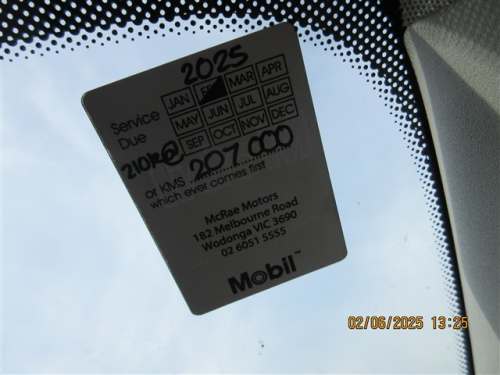 2025
JAN FEB MAR APR
MAY JUN JUL AUG
SEP OCT NOV DEC
Service
Due
210K@
or KMS 207 000
which ever comes first
McRae Motors
182 Melbourne Road
Wodonga VIC 3690
02 6051 5555
Mobil™
02/06/2025 13:25